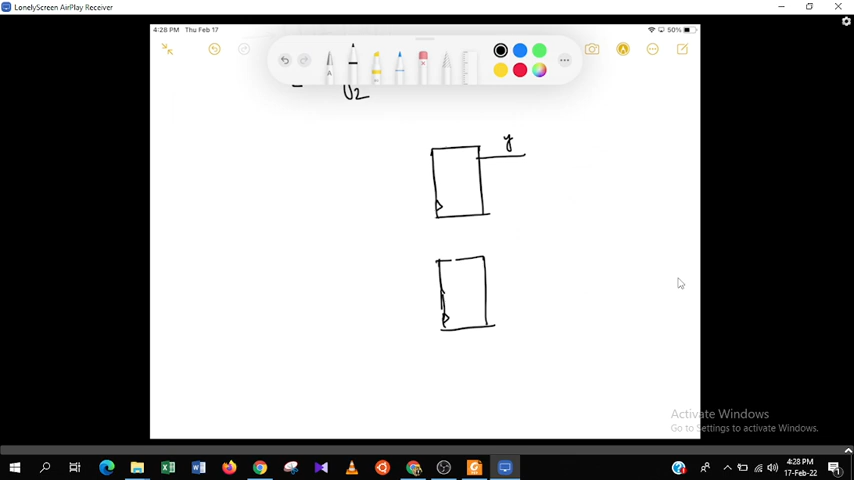 LonelyScreen AirPlay Receiver
4:28 PM Thu Feb 17
50%
A
U2
y
Activate Windows
Go to Settings to activate Windows.
4:28 PM
17-Feb-22